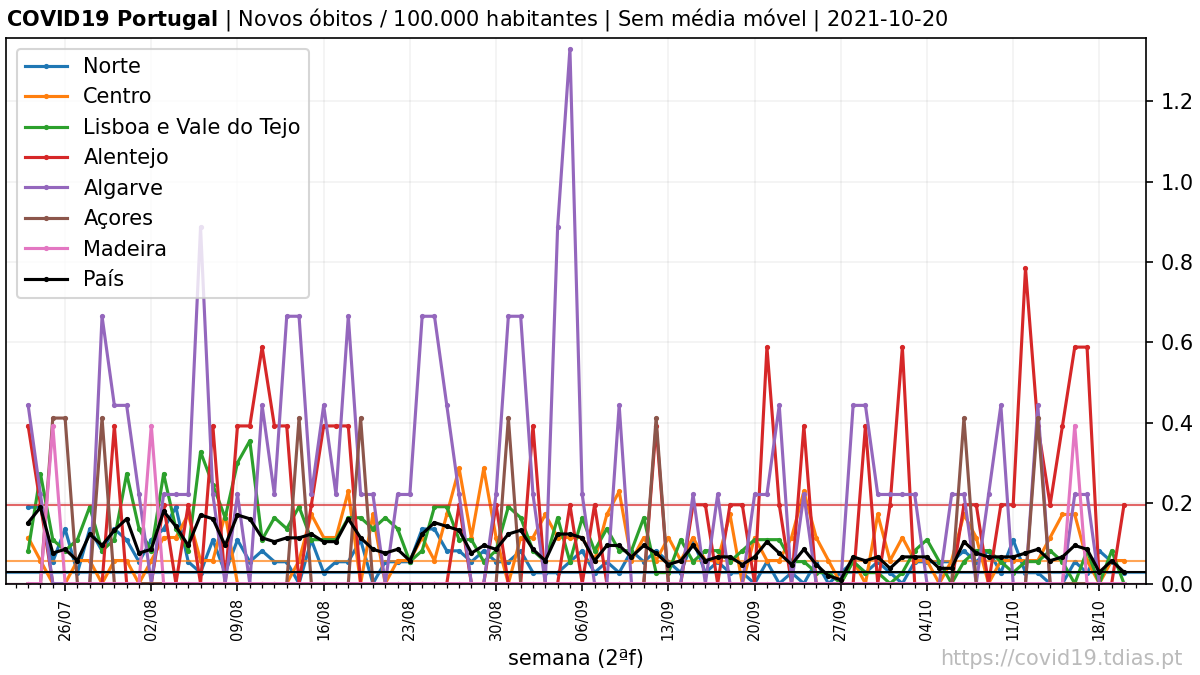 COVID19 Portugal | Novos óbitos / 100.000 habitantes | Sem média móvel | 2021-10-20
Norte
Centro
Lisboa e Vale do Tejo
Alentejo
Algarve
Açores
Madeira
País
1.2
1.0
0.8
0.6
0.4
0.2
0.0
26/07 02/08 09/08 16/08 23/08 30/08 06/09 13/09 20/09 27/09 04/10 11/10 18/10
semana (2ªf)
https://covid19.tdias.pt